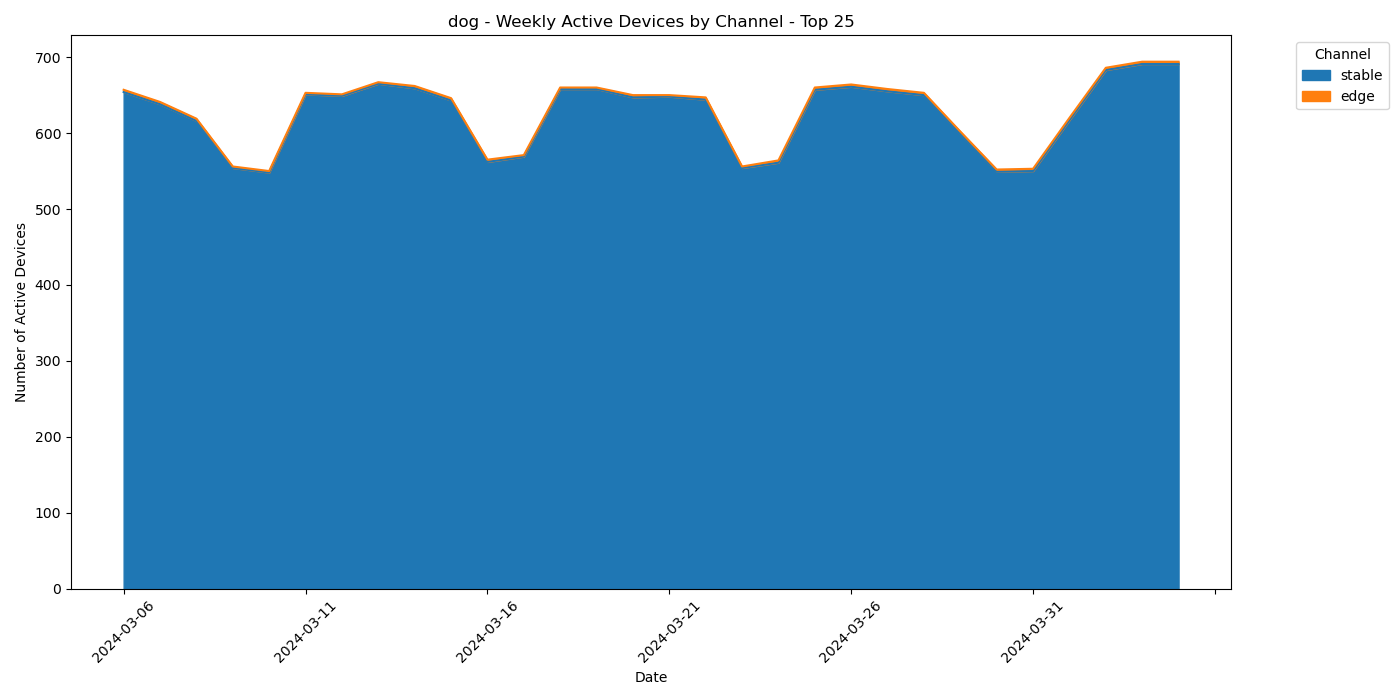 dog - Weekly Active Devices by Channel - Top 25
Channel
stable
edge
Number of Active Devices
700
600
500
400
300
200
100
0
2024-03-06
2024-03-11
2024-03-16
2024-03-21
2024-03-26
2024-03-31
Date